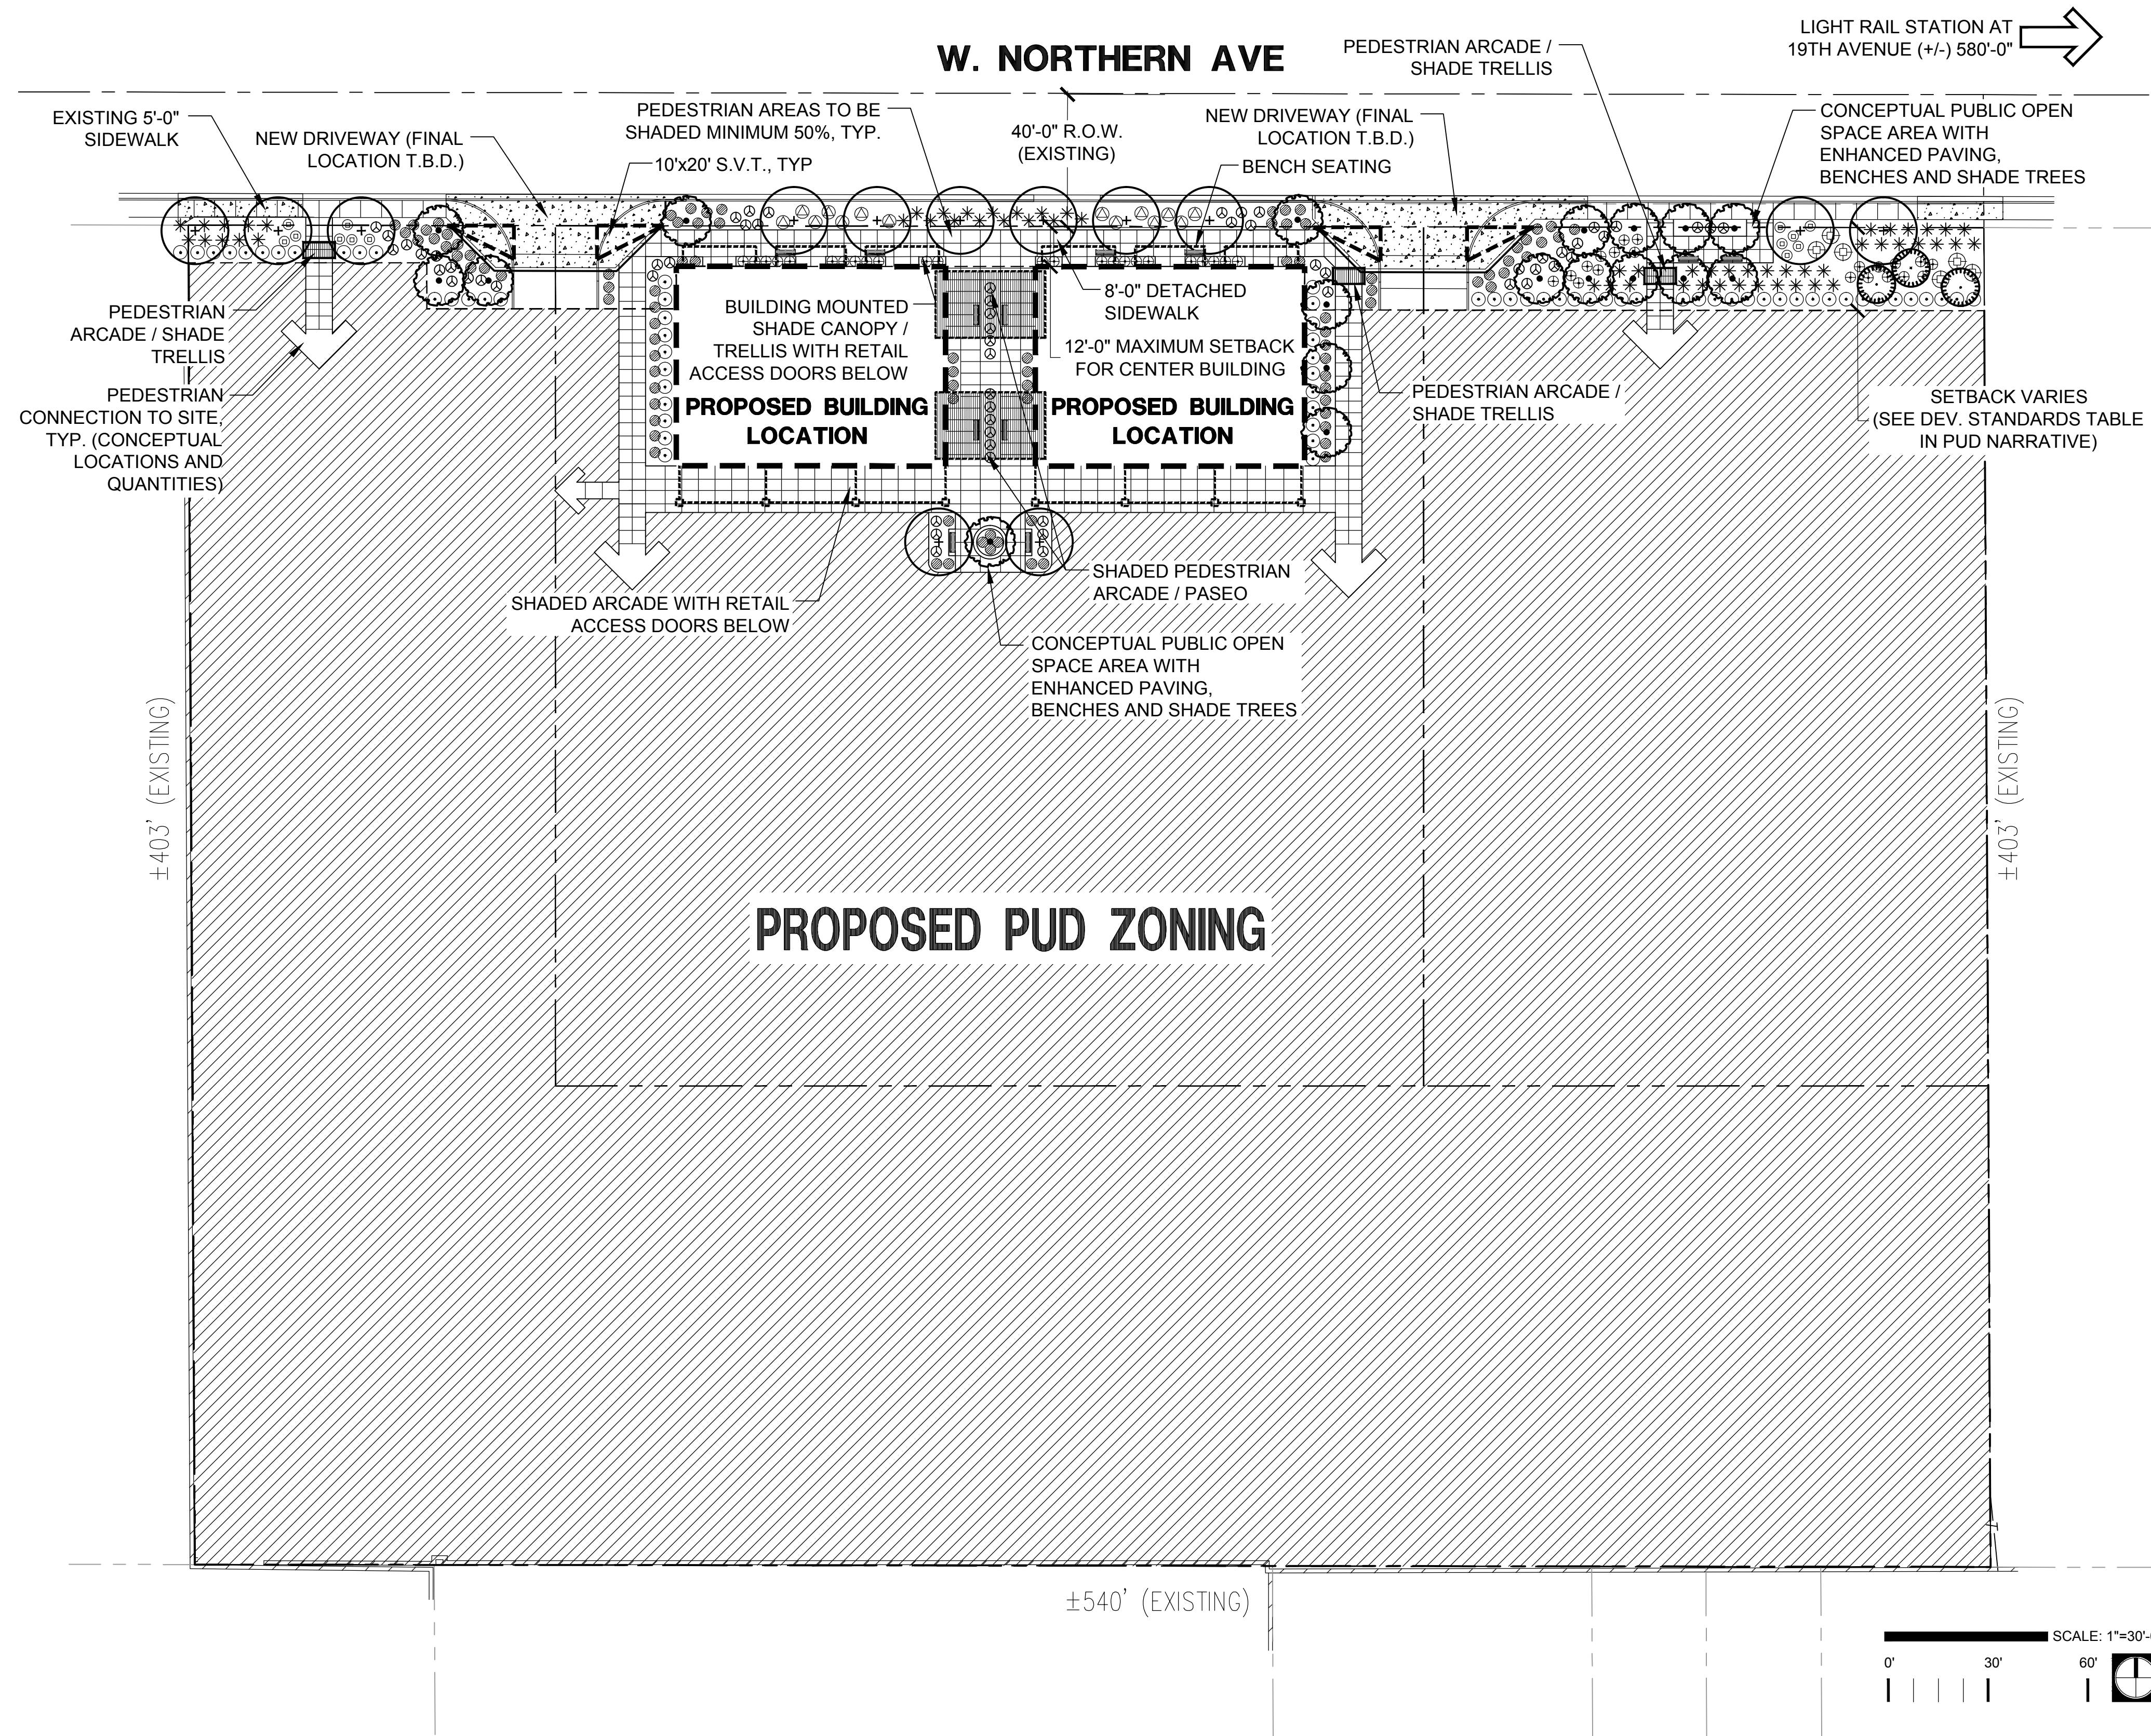 LIGHT RAIL STATION AT
19TH AVENUE (+/-) 580'-0"
W. NORTHERN AVE
PEDESTRIAN ARCADE /
SHADE TRELLIS
EXISTING 5'-0"
SIDEWALK
NEW DRIVEWAY (FINAL
LOCATION T.B.D.)
PEDESTRIAN AREAS TO BE
SHADED MINIMUM 50%, TYP.
10'x20' S.V.T., TYP
40'-0" R.O.W.
(EXISTING)
NEW DRIVEWAY (FINAL
LOCATION T.B.D.)
BENCH SEATING
CONCEPTUAL PUBLIC OPEN
SPACE AREA WITH
ENHANCED PAVING,
BENCHES AND SHADE TREES
PEDESTRIAN
ARCADE / SHADE
TRELLIS
PEDESTRIAN
CONNECTION TO SITE,
TYP. (CONCEPTUAL
LOCATIONS AND
QUANTITIES)
BUILDING MOUNTED
SHADE CANOPY /
TRELLIS WITH RETAIL
ACCESS DOORS BELOW
PROPOSED BUILDING
LOCATION
8'-0" DETACHED
SIDEWALK
12'-0" MAXIMUM SETBACK
FOR CENTER BUILDING
PROPOSED BUILDING
LOCATION
PEDESTRIAN ARCADE /
SHADE TRELLIS
SETBACK VARIES
(SEE DEV. STANDARDS TABLE
IN PUD NARRATIVE)
SHADED ARCADE WITH RETAIL
ACCESS DOORS BELOW
SHADED PEDESTRIAN
ARCADE / PASEO
CONCEPTUAL PUBLIC OPEN
SPACE AREA WITH
ENHANCED PAVING,
BENCHES AND SHADE TREES
±403' (EXISTING)
±403' (EXISTING)
PROPOSED PUD ZONING
±540' (EXISTING)
SCALE: 1"=30'-
0' 30' 60'